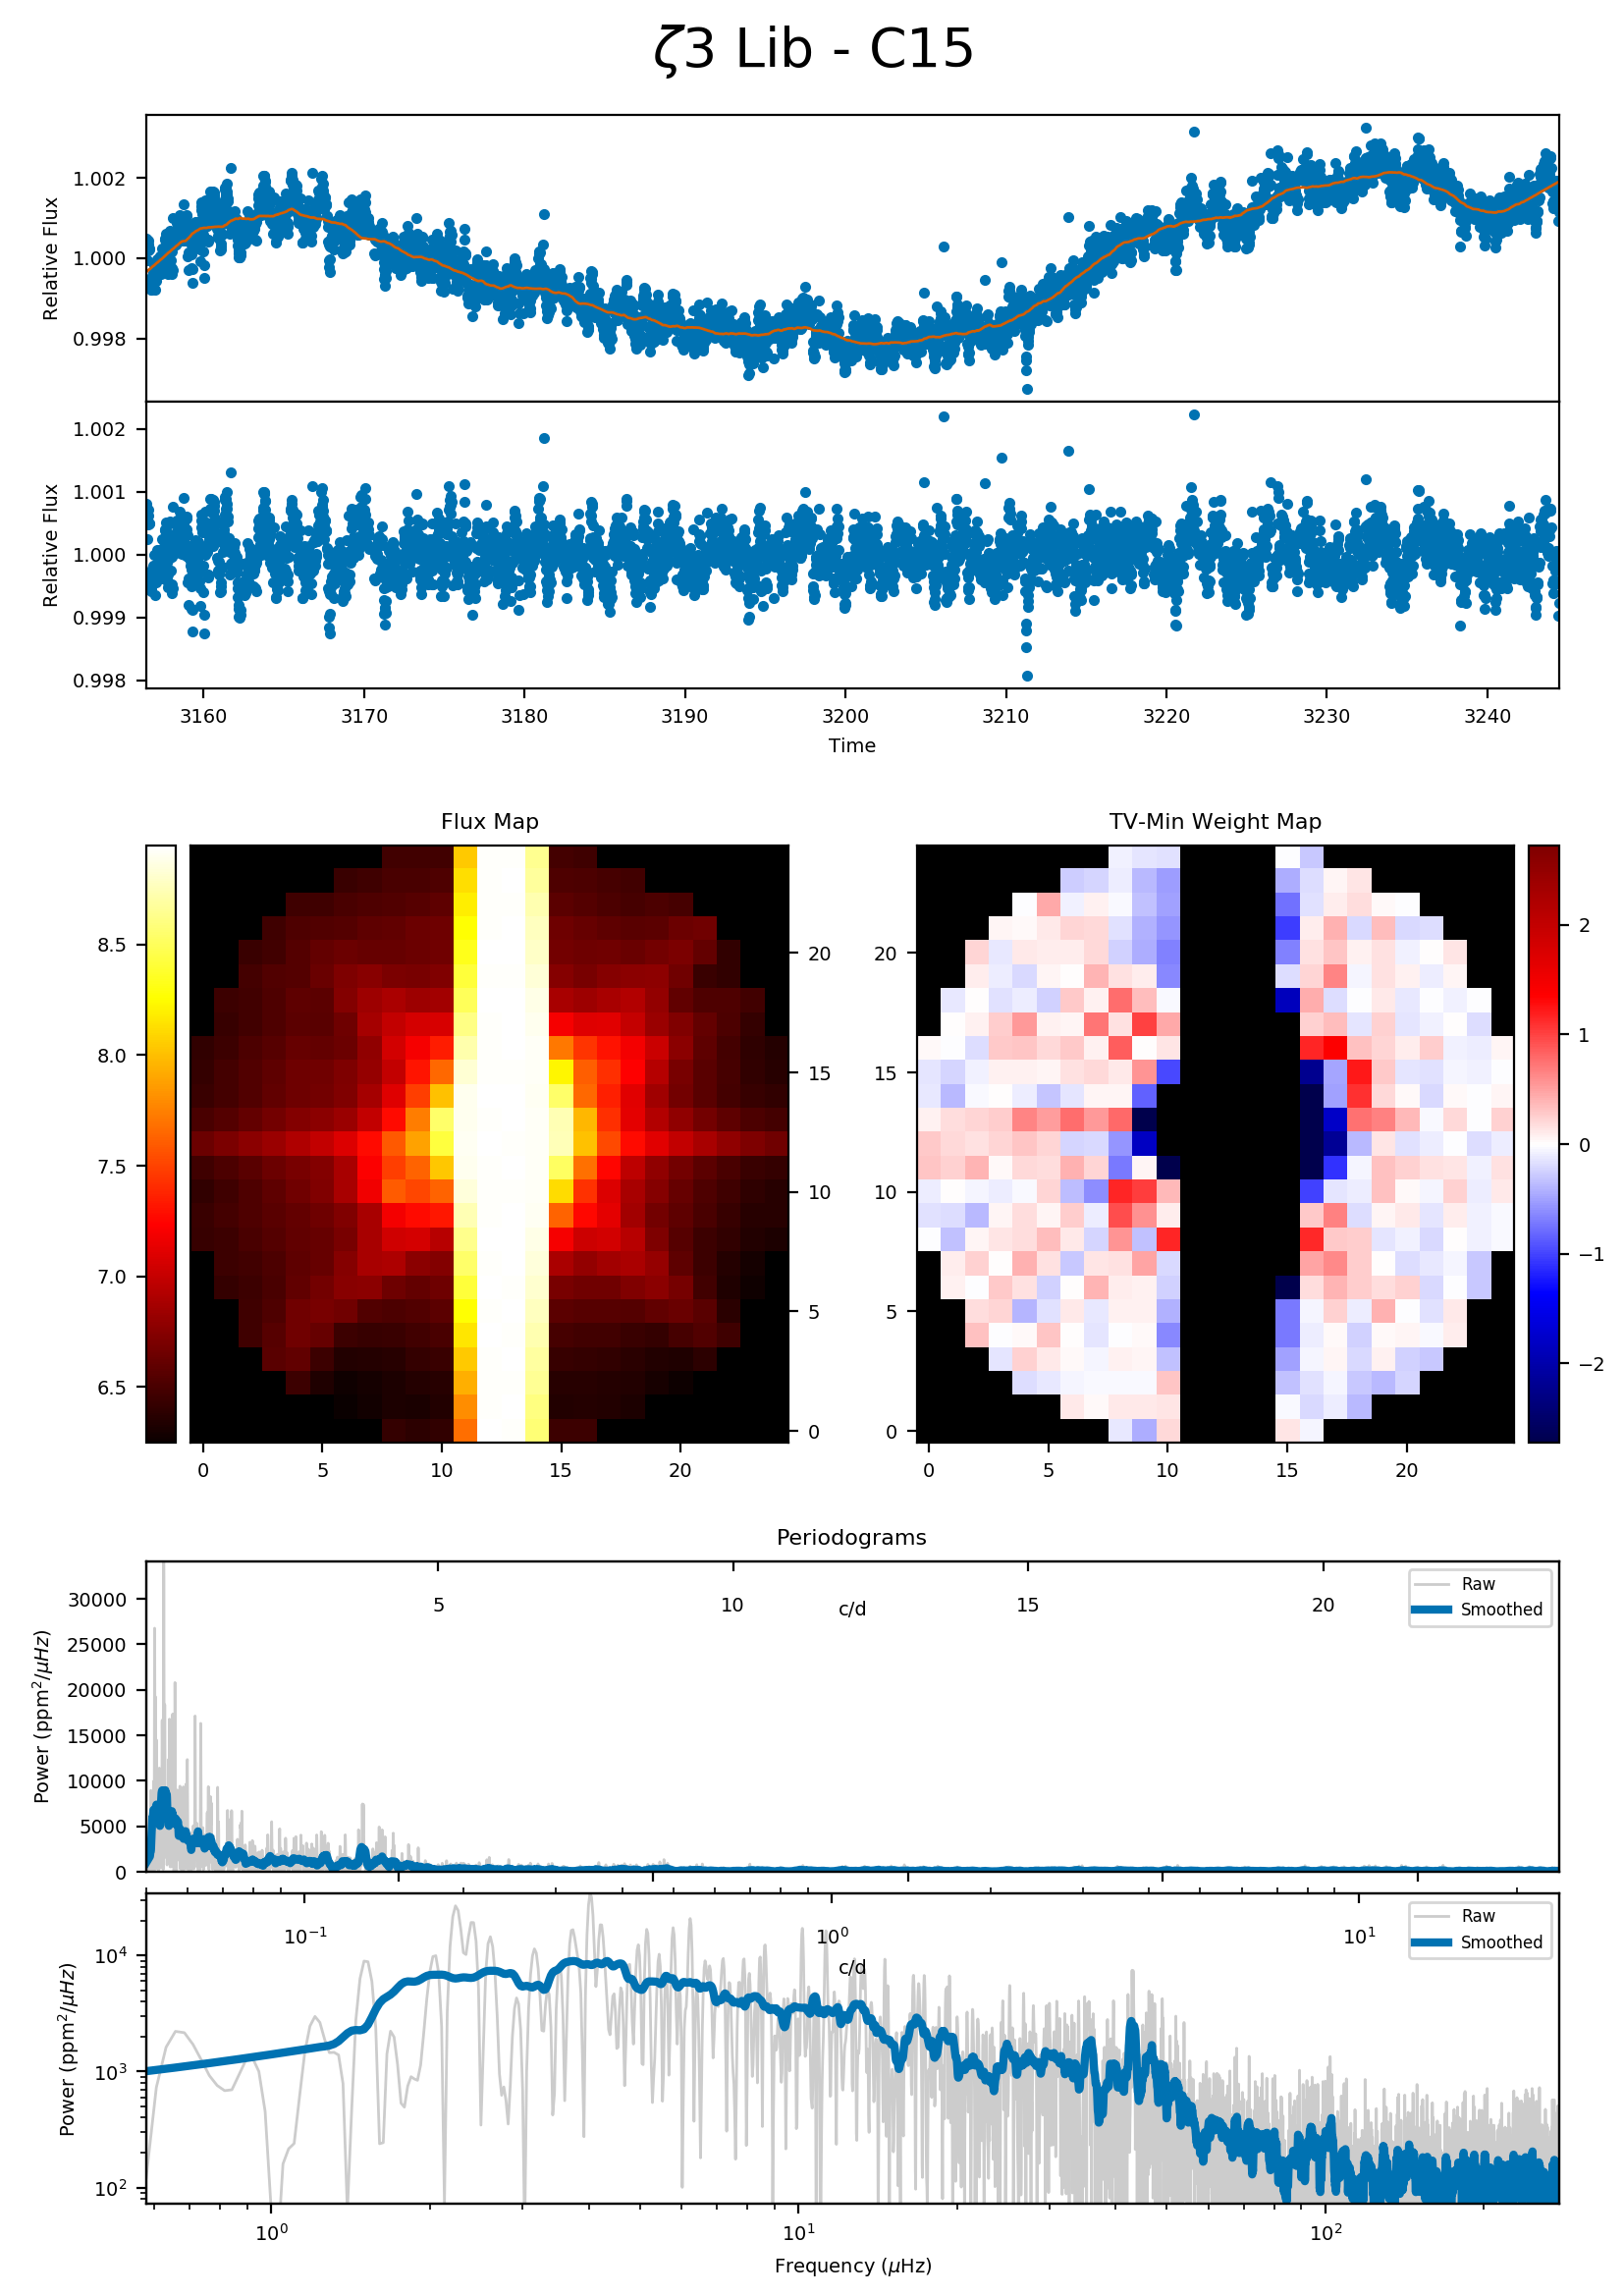 ζ3 Lib - C15
Relative Flux
1.002
1.000
0.998
Relative Flux
1.002
1.001
1.000
0.999
0.998
3160 3170 3180 3190 3200 3210 3220 3230 3240
Time
Flux Map
8.5
8.0
7.5
7.0
6.5
20
15
10
5
0
0 5 10 15 20
TV-Min Weight Map
20
15
10
5
0
0 5 10 15 20
2
1
0
−1
−2
Periodograms
Power (ppm²/μHz)
30000
25000
20000
15000
10000
5000
0
5 10 15 20
c/d
Raw
Smoothed
Power (ppm²/μHz)
10⁴
10³
10²
10⁻¹ 10⁰ 10¹
c/d
Raw
Smoothed
10⁰ 10¹ 10²
Frequency (μHz)